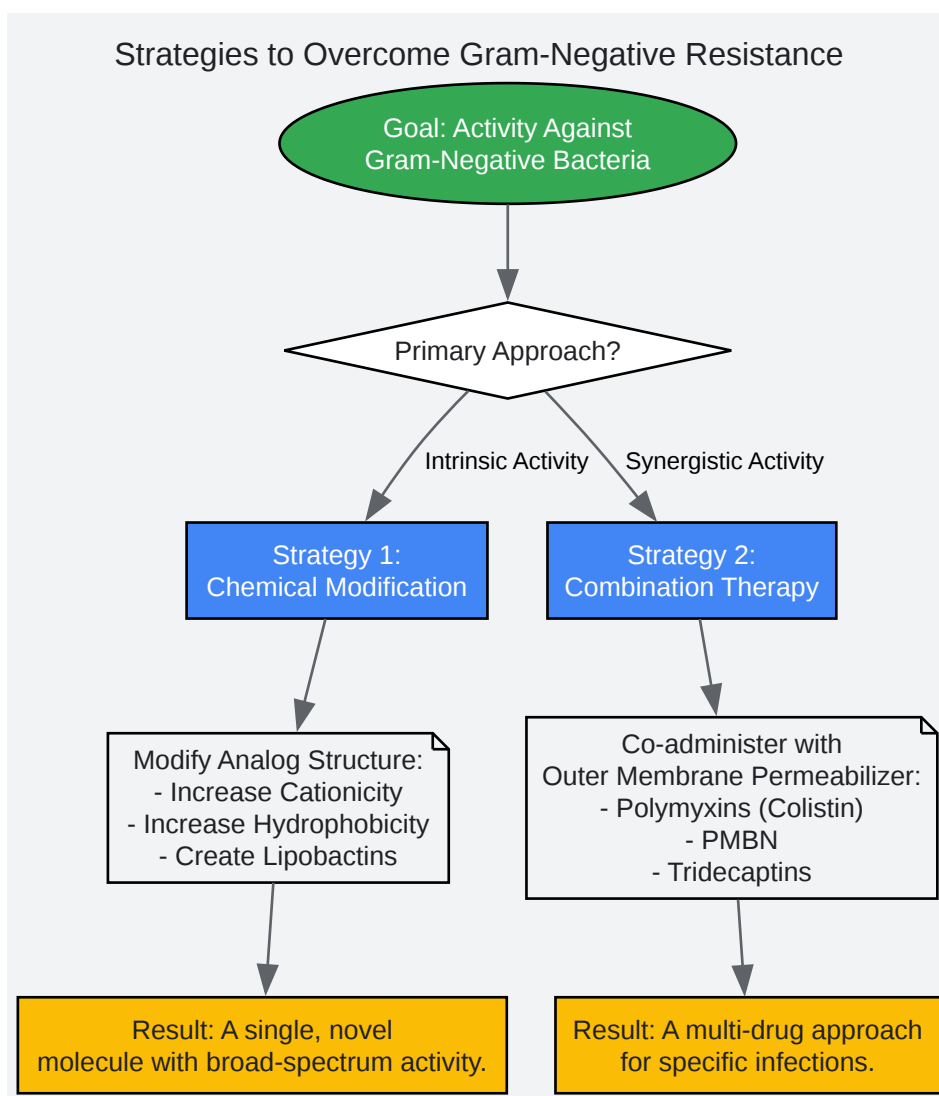 Strategies to Overcome Gram-Negative Resistance
Goal: Activity Against
Gram-Negative Bacteria
Primary Approach?
Intrinsic Activity
Synergistic Activity
Strategy 1:
Chemical Modification
Strategy 2:
Combination Therapy
Modify Analog Structure:
- Increase Cationicity
- Increase Hydrophobicity
- Create Lipobactins
Co-administer with
Outer Membrane Permeabilizer:
- Polymyxins (Colistin)
- PMBN
- Tridecaptins
Result: A single, novel
molecule with broad-spectrum activity.
Result: A multi-drug approach
for specific infections.